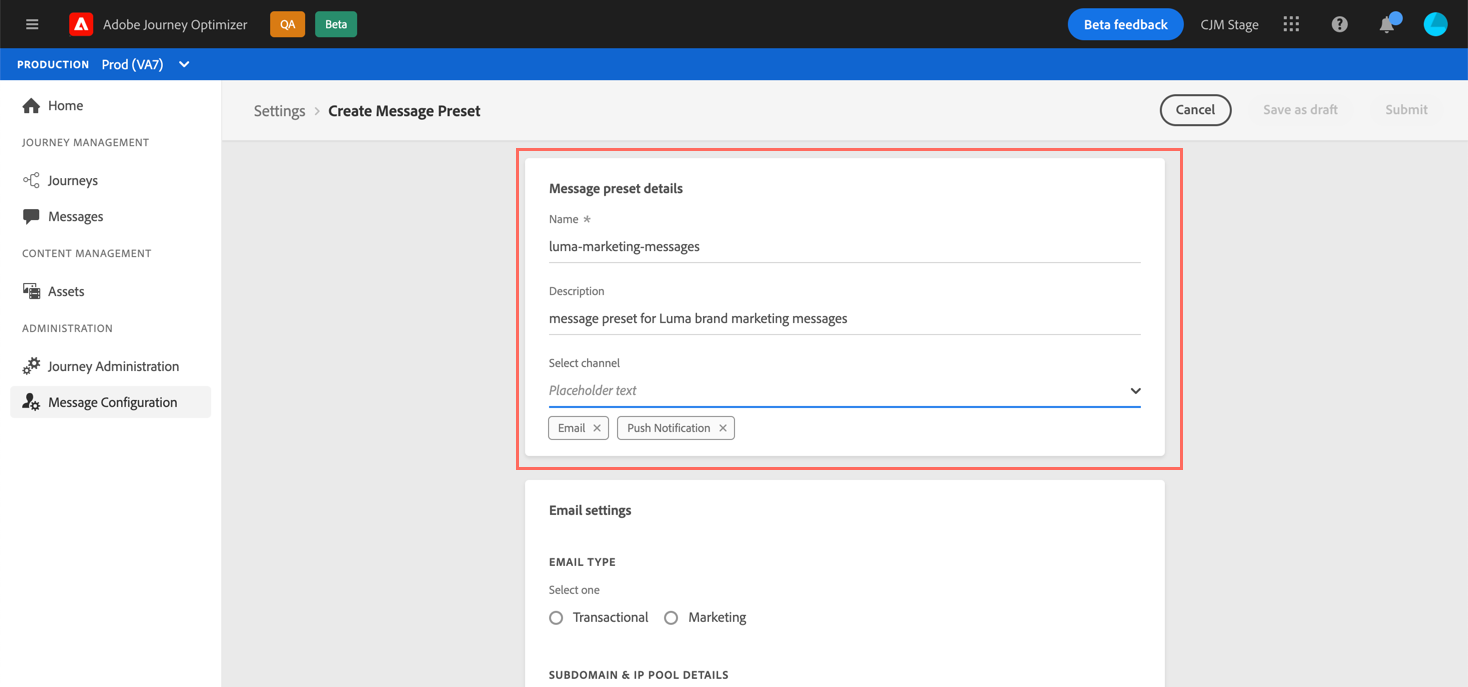 Adobe Journey Optimizer QA Beta Beta feedback CJM Stage
PRODUCTION Prod (VA7)
Home
JOURNEY MANAGEMENT
Journeys
Messages
CONTENT MANAGEMENT
Assets
ADMINISTRATION
Journey Administration
Message Configuration
Settings > Create Message Preset Cancel Save as draft Submit
Message preset details
Name *
luma-marketing-messages
Description
message preset for Luma brand marketing messages
Select channel
Placeholder text
Email × Push Notification ×
Email settings
EMAIL TYPE
Select one
Transactional Marketing
SUBDOMAIN & IP POOL DETAILS